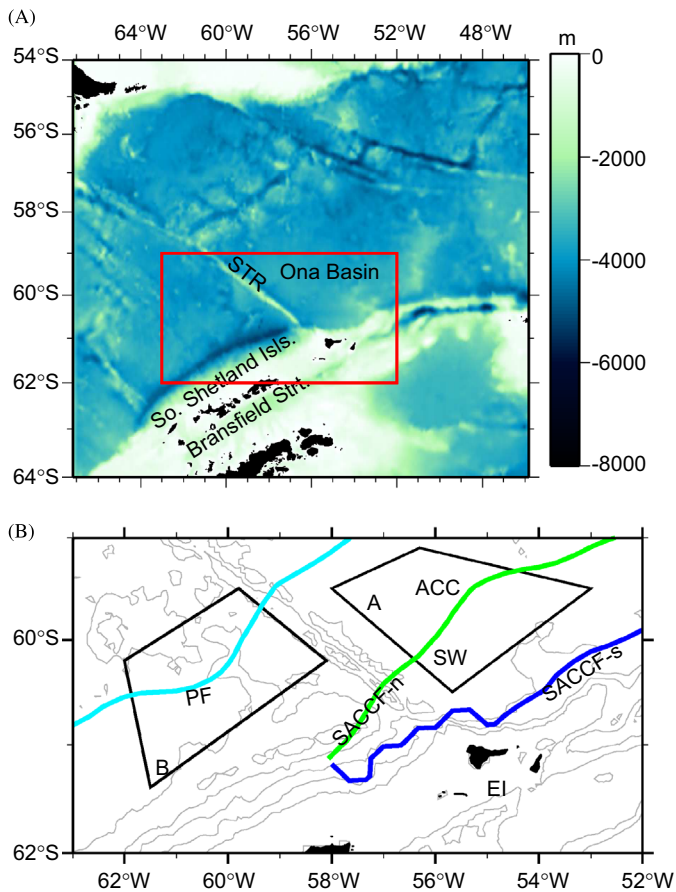 (A)
63°W 60°W 56°W 52°W 48°W
m
54°S
56°S
58°S
60°S
62°S
64°S
0
-2000
-4000
-6000
-8000
STR
Ona Basin
So. Shetland Isls.
Bransfield Strt.
(B)
60°S
62°S
A
ACC
SW
PF
B
SACCF-n
SACCF-s
EI
62°W 60°W 58°W 56°W 54°W 52°W